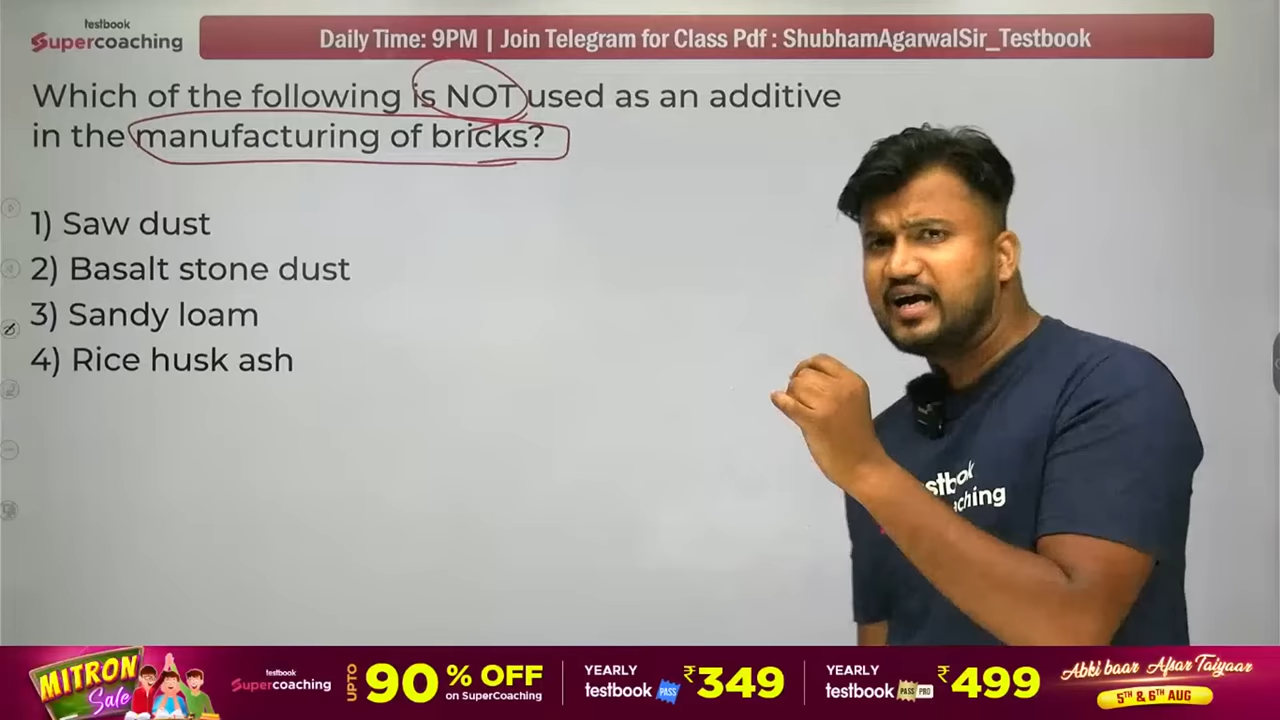 testbook
Supercoaching
Daily Time: 9PM | Join Telegram for Class Pdf : ShubhamAgarwalSir_Testbook
Which of the following is NOT used as an additive
in the manufacturing of bricks?
1) Saw dust
2) Basalt stone dust
3) Sandy loam
4) Rice husk ash
MITRON
Sale
testbook
Supercoaching
UPTO
90% OFF
on SuperCoaching
YEARLY
testbook PASS
₹349
YEARLY
testbook PASS PRO
₹499
Abki baar Afsar Taiyaar
5TH & 6TH AUG